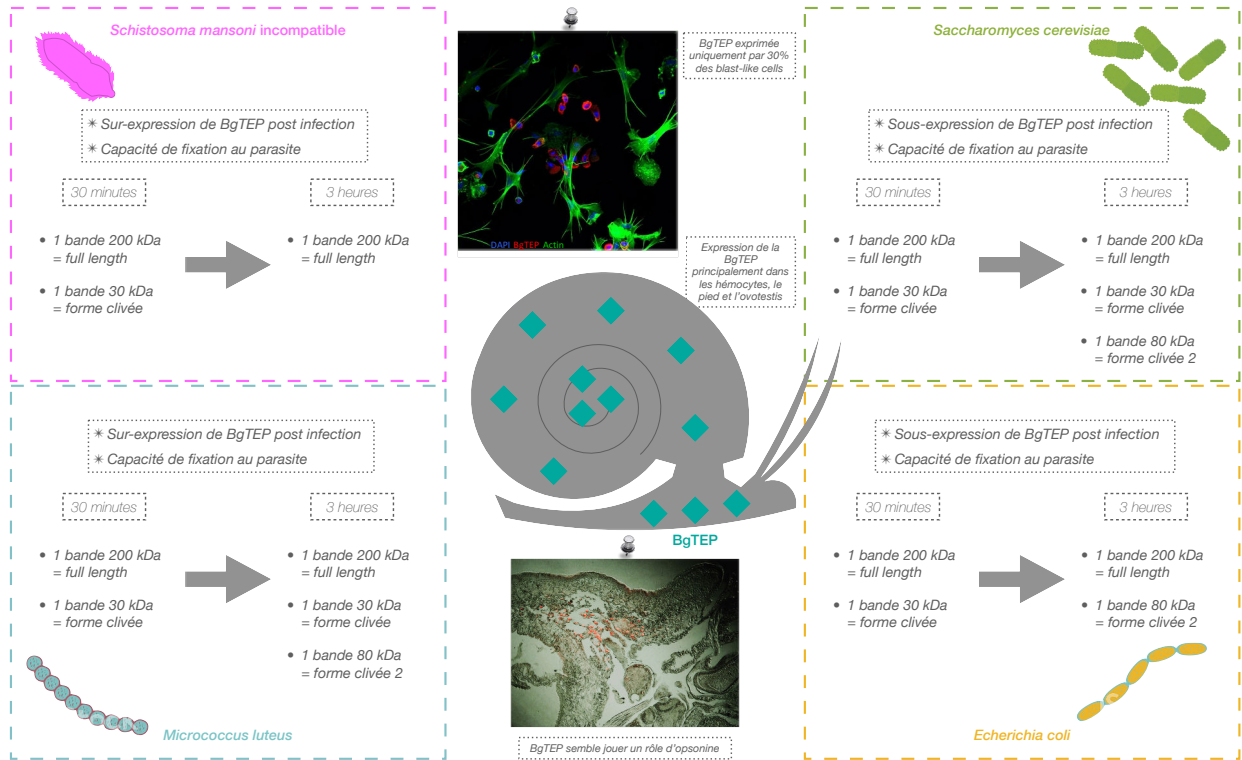 Schistosoma mansoni incompatible
✴ Sur-expression de BgTEP post infection
✴ Capacité de fixation au parasite
30 minutes
3 heures
• 1 bande 200 kDa
= full length
• 1 bande 30 kDa
= forme clivée
• 1 bande 200 kDa
= full length
BgTEP exprimée
uniquement par 30%
des blast-like cells
DAPI BgTEP Actin
Expression de la
BgTEP
principalement dans
les hémocytes, le
pied et l'ovotestis
Saccharomyces cerevisiae
✴ Sous-expression de BgTEP post infection
✴ Capacité de fixation au parasite
30 minutes
3 heures
• 1 bande 200 kDa
= full length
• 1 bande 30 kDa
= forme clivée
• 1 bande 200 kDa
= full length
• 1 bande 30 kDa
= forme clivée
• 1 bande 80 kDa
= forme clivée 2
✴ Sur-expression de BgTEP post infection
✴ Capacité de fixation au parasite
30 minutes
3 heures
• 1 bande 200 kDa
= full length
• 1 bande 30 kDa
= forme clivée
• 1 bande 200 kDa
= full length
• 1 bande 30 kDa
= forme clivée
• 1 bande 80 kDa
= forme clivée 2
Micrococcus luteus
BgTEP
BgTEP semble jouer un rôle d'opsonine
✴ Sous-expression de BgTEP post infection
✴ Capacité de fixation au parasite
30 minutes
3 heures
• 1 bande 200 kDa
= full length
• 1 bande 30 kDa
= forme clivée
• 1 bande 200 kDa
= full length
• 1 bande 80 kDa
= forme clivée 2
Echerichia coli